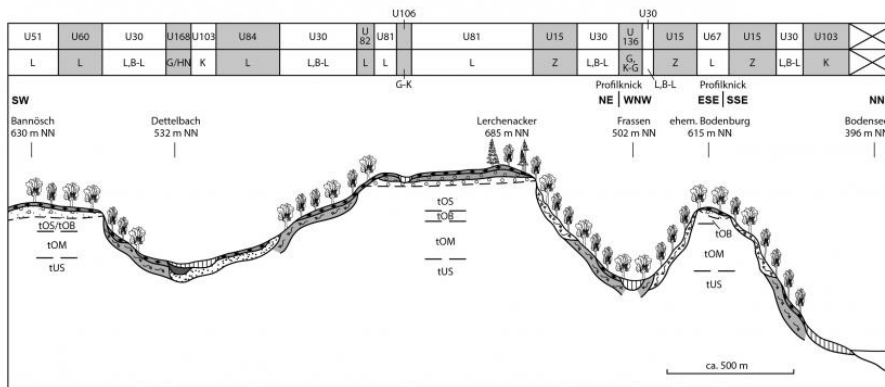 U106 U30
U51 U60 U30 U168 U103 U84 U30 U 82 U81 U81 U15 U30 U 136 U15 U67 U15 U30 U103
L L L,B-L G/HN K L L,B-L L L L Z L,B-L G, K-G Z L Z L,B-L K
G-K L,B-L
Profilknick Profilknick
SW NE WNW ESE SSE NN
Bannösch Dettelbach Lerchenacker Frassen ehem. Bodenburg Bodensee
630 m NN 532 m NN 685 m NN 502 m NN 615 m NN 396 m NN
tOS/tOB tOS
tOB tOB
tOM tOM tOM
tUS tUS tUS
ca. 500 m